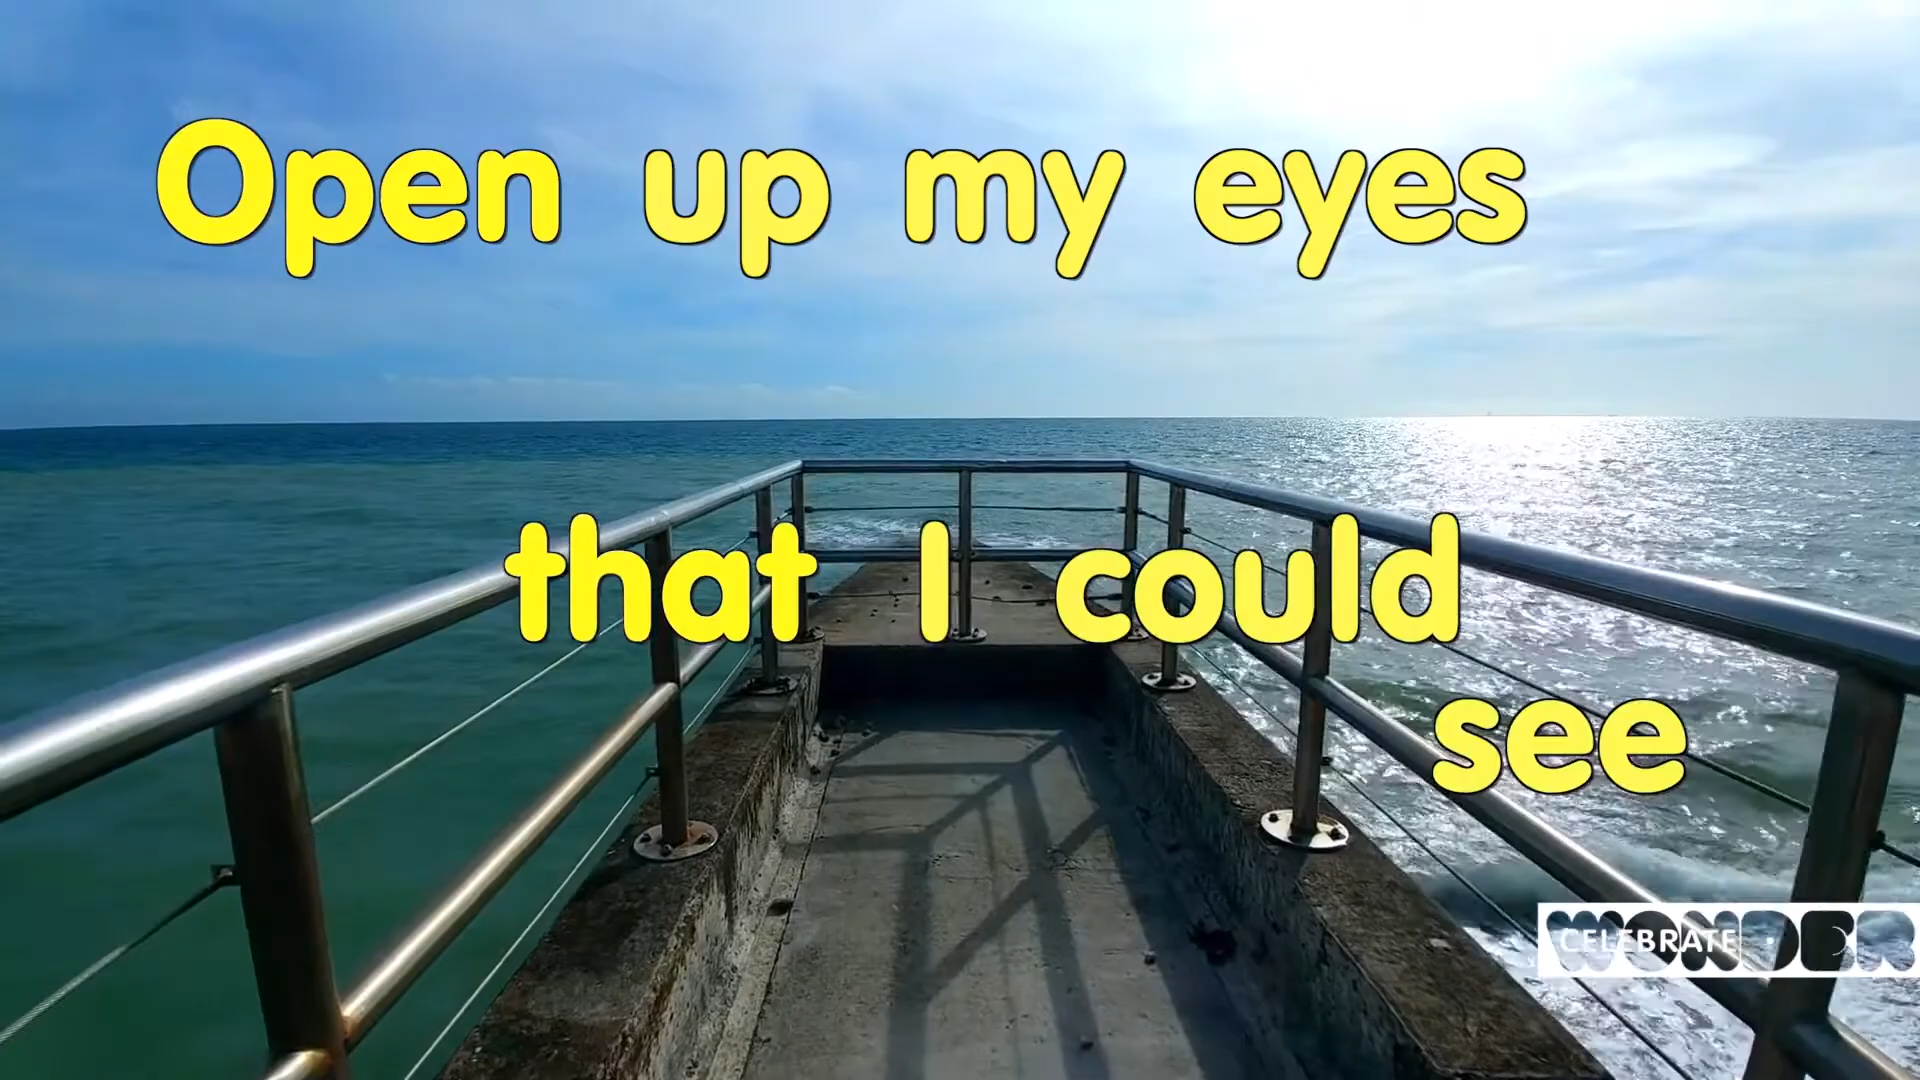 Open up my eyes
that I could
see
CELEBRATE
WONDER